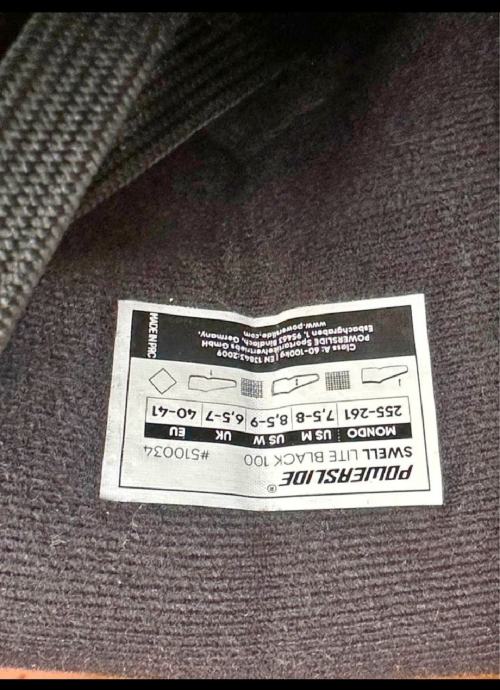 POWERSLIDE®
SWELL LITE BLACK 100 #510034
MONDO US M US W UK EU
255-261 7,5-8 8,5-9 6,5-7 40-41
Class A: 60-100kg | EN 13843:2009
POWERSLIDE Sportartikelvertriebs GmbH
Esbachgraben 1, 95463 Bindlach, Germany.
www.powerslide.com
MADE IN PRC